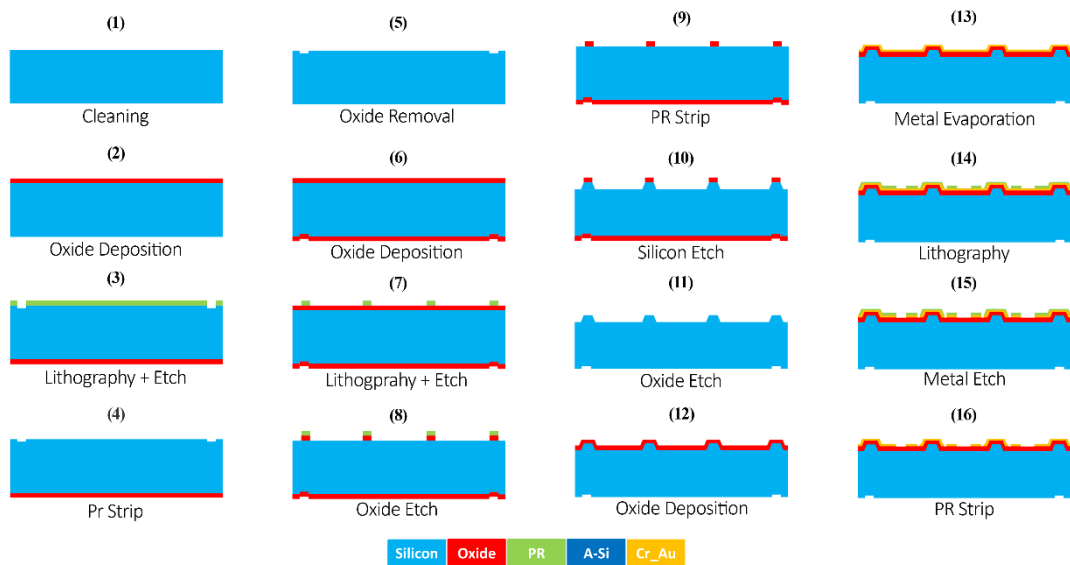 (1)
Cleaning
(2)
Oxide Deposition
(3)
Lithography + Etch
(4)
Pr Strip
(5)
Oxide Removal
(6)
Oxide Deposition
(7)
Lithogprahy + Etch
(8)
Oxide Etch
(9)
PR Strip
(10)
Silicon Etch
(11)
Oxide Etch
(12)
Oxide Deposition
(13)
Metal Evaporation
(14)
Lithography
(15)
Metal Etch
(16)
PR Strip
Silicon Oxide PR A-Si Cr_Au